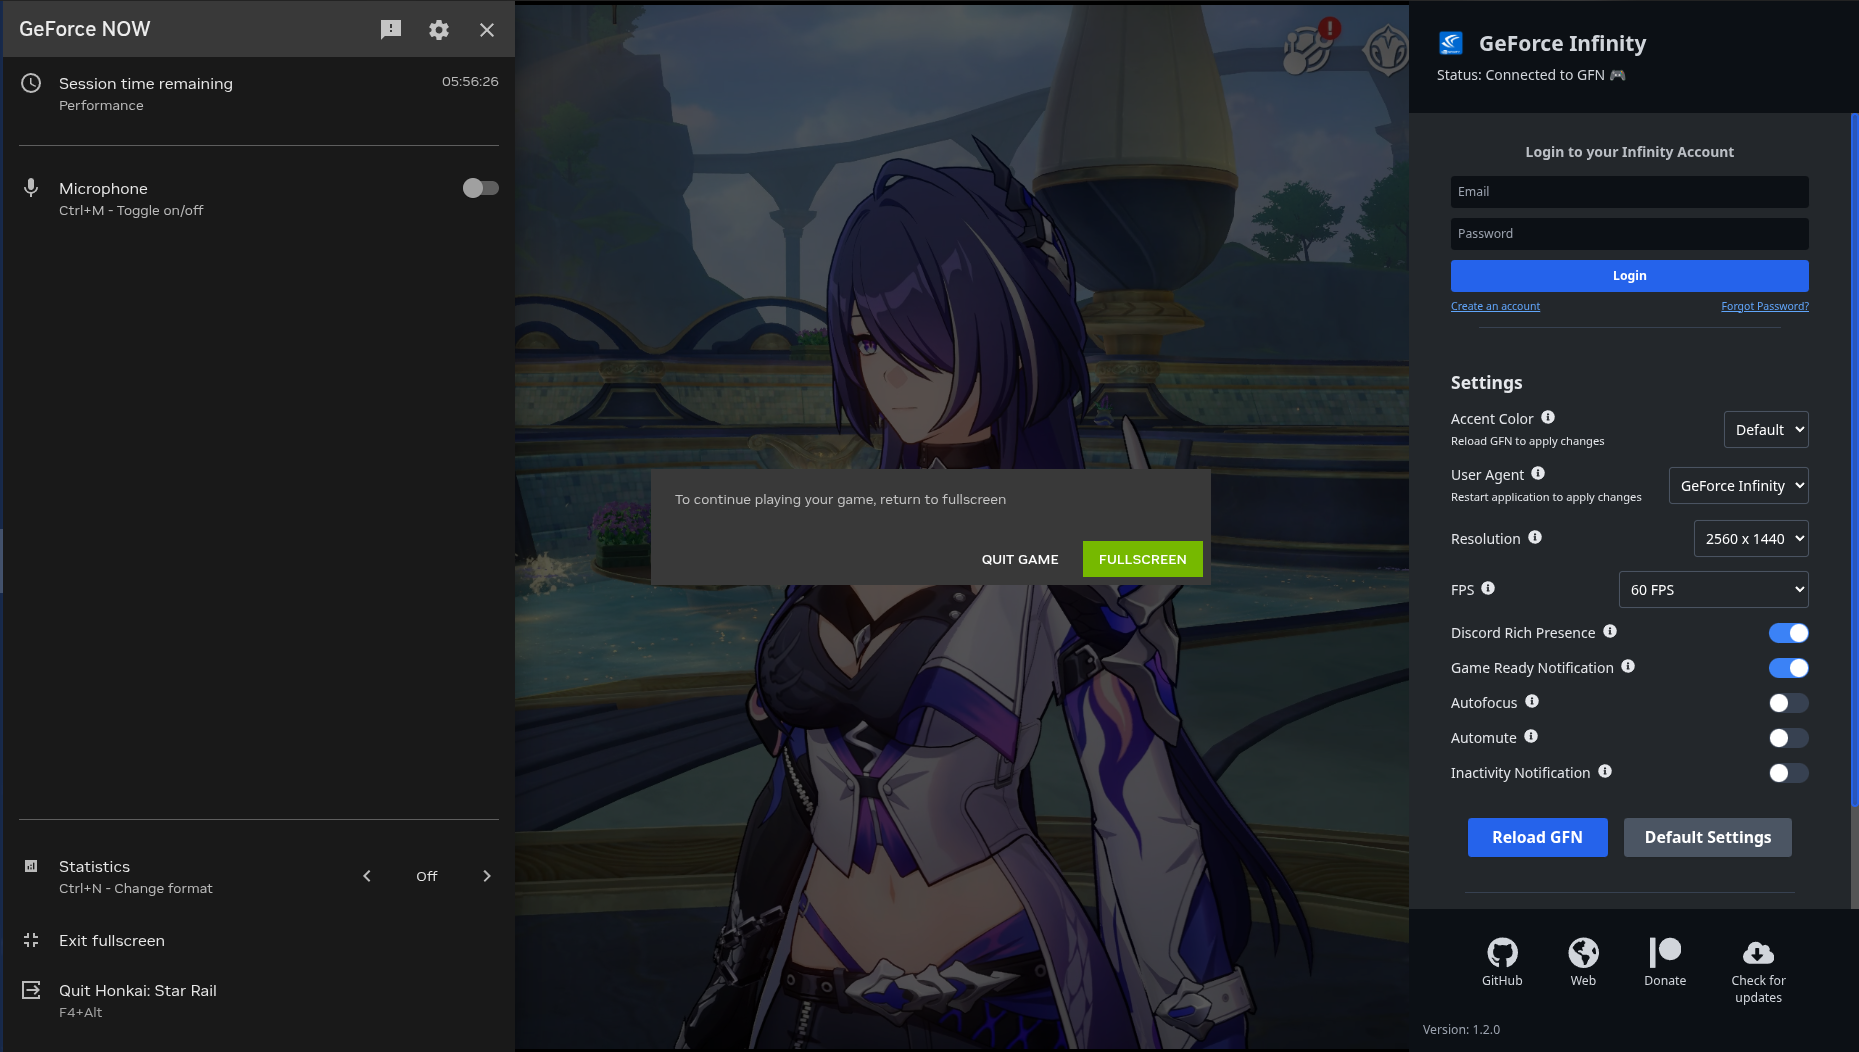 GeForce NOW
Session time remaining
05:56:26
Performance
Microphone
Ctrl+M - Toggle on/off
Statistics
Ctrl+N - Change format
Off
Exit fullscreen
Quit Honkai: Star Rail
F4+Alt
To continue playing your game, return to fullscreen
QUIT GAME
FULLSCREEN
GeForce Infinity
Status: Connected to GFN 🎮
Login to your Infinity Account
Email
Password
Login
Create an account
Forgot Password?
Settings
Accent Color
Reload GFN to apply changes
Default
User Agent
Restart application to apply changes
GeForce Infinity
Resolution
2560 x 1440
FPS
60 FPS
Discord Rich Presence
Game Ready Notification
Autofocus
Automute
Inactivity Notification
Reload GFN
Default Settings
GitHub
Web
Donate
Check for
updates
Version: 1.2.0